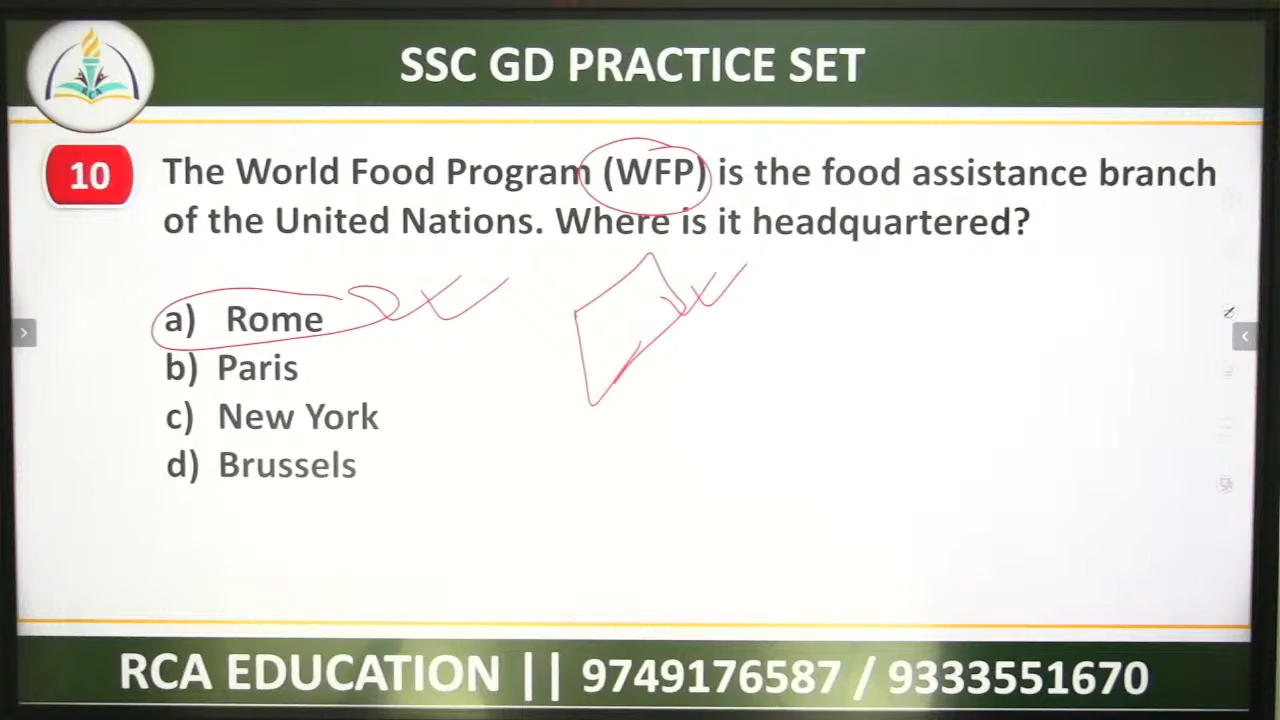 SSC GD PRACTICE SET
10
The World Food Program (WFP) is the food assistance branch
of the United Nations. Where is it headquartered?
a) Rome
b) Paris
c) New York
d) Brussels
RCA EDUCATION || 9749176587 / 9333551670